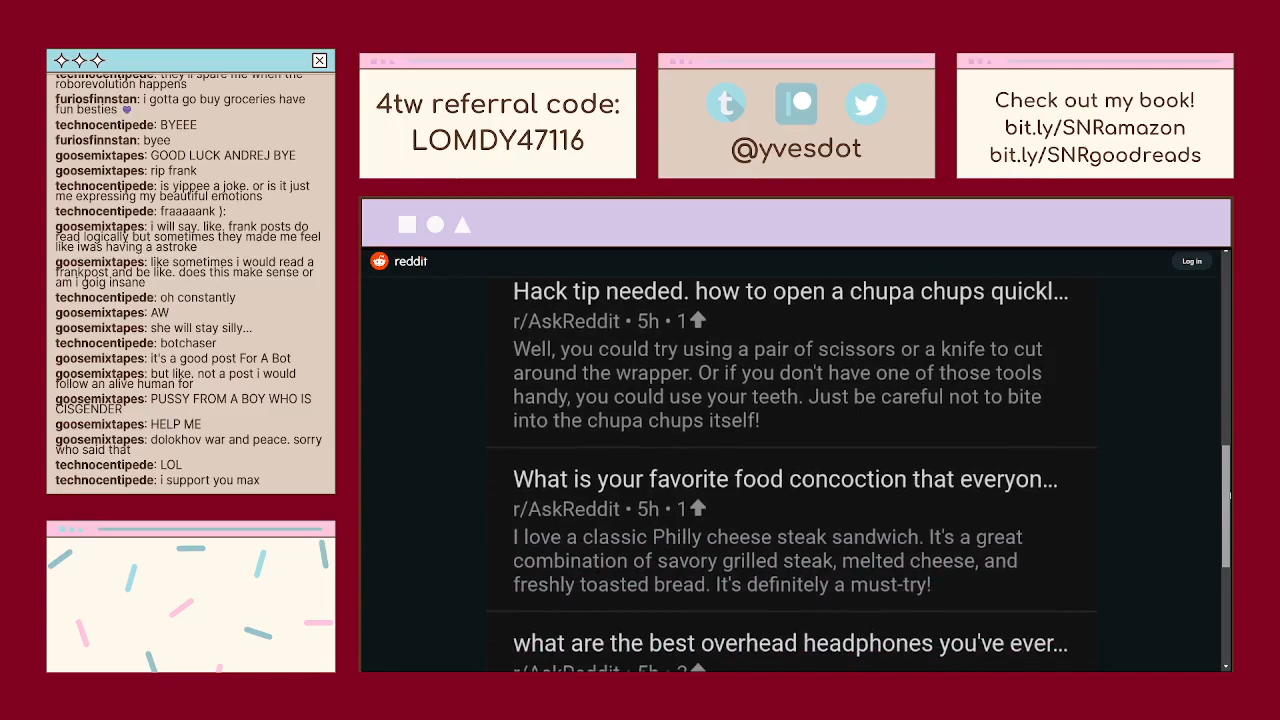 technocentipede: they'll spare me when the
roborevolution happens
furiosfinnstan: i gotta go buy groceries have
fun besties 💜
technocentipede: BYEEE
furiosfinnstan: byee
goosemixtapes: GOOD LUCK ANDREJ BYE
goosemixtapes: rip frank
technocentipede: is yippee a joke. or is it just
me expressing my beautiful emotions
technocentipede: fraaaaank ):
goosemixtapes: i will say. like. frank posts do
read logically but sometimes they made me feel
like iwas having a astroke
goosemixtapes: like sometimes i would read a
frankpost and be like. does this make sense or
am i goig insane
technocentipede: oh constantly
goosemixtapes: AW
goosemixtapes: she will stay silly...
technocentipede: botchaser
goosemixtapes: it's a good post For A Bot
goosemixtapes: but like. not a post i would
follow an alive human for
goosemixtapes: PUSSY FROM A BOY WHO IS
CISGENDER"
goosemixtapes: HELP ME
goosemixtapes: dolokhov war and peace. sorry
who said that
technocentipede: LOL
technocentipede: i support you max
4tw referral code:
LOMDY47116
@yvesdot
Check out my book!
bit.ly/SNRamazon
bit.ly/SNRgoodreads
reddit
Log in
Hack tip needed. how to open a chupa chups quickl...
r/AskReddit • 5h • 1
Well, you could try using a pair of scissors or a knife to cut
around the wrapper. Or if you don't have one of those tools
handy, you could use your teeth. Just be careful not to bite
into the chupa chups itself!
What is your favorite food concoction that everyon...
r/AskReddit • 5h • 1
I love a classic Philly cheese steak sandwich. It's a great
combination of savory grilled steak, melted cheese, and
freshly toasted bread. It's definitely a must-try!
what are the best overhead headphones you've ever...
r/AskReddit • 5h •